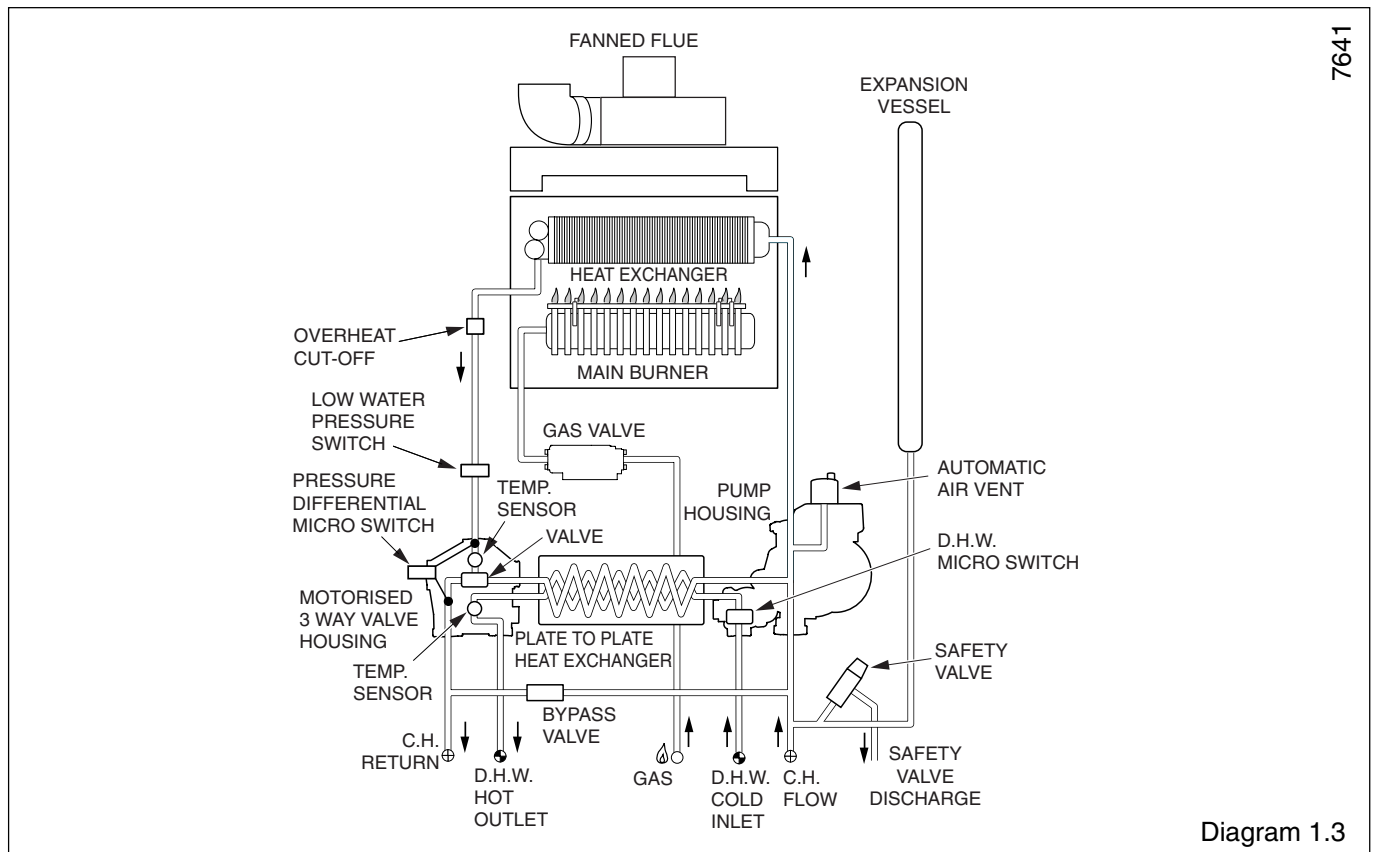 7641
FANNED FLUE
EXPANSION
VESSEL
HEAT EXCHANGER
OVERHEAT
CUT-OFF
MAIN BURNER
LOW WATER
PRESSURE
SWITCH
GAS VALVE
AUTOMATIC
AIR VENT
PRESSURE
DIFFERENTIAL
MICRO SWITCH
TEMP.
SENSOR
PUMP
HOUSING
VALVE
D.H.W.
MICRO SWITCH
MOTORISED
3 WAY VALVE
HOUSING
PLATE TO PLATE
HEAT EXCHANGER
SAFETY
VALVE
TEMP.
SENSOR
BYPASS
VALVE
C.H.
RETURN
D.H.W.
HOT
OUTLET
GAS
D.H.W.
COLD
INLET
C.H.
FLOW
SAFETY
VALVE
DISCHARGE
Diagram 1.3